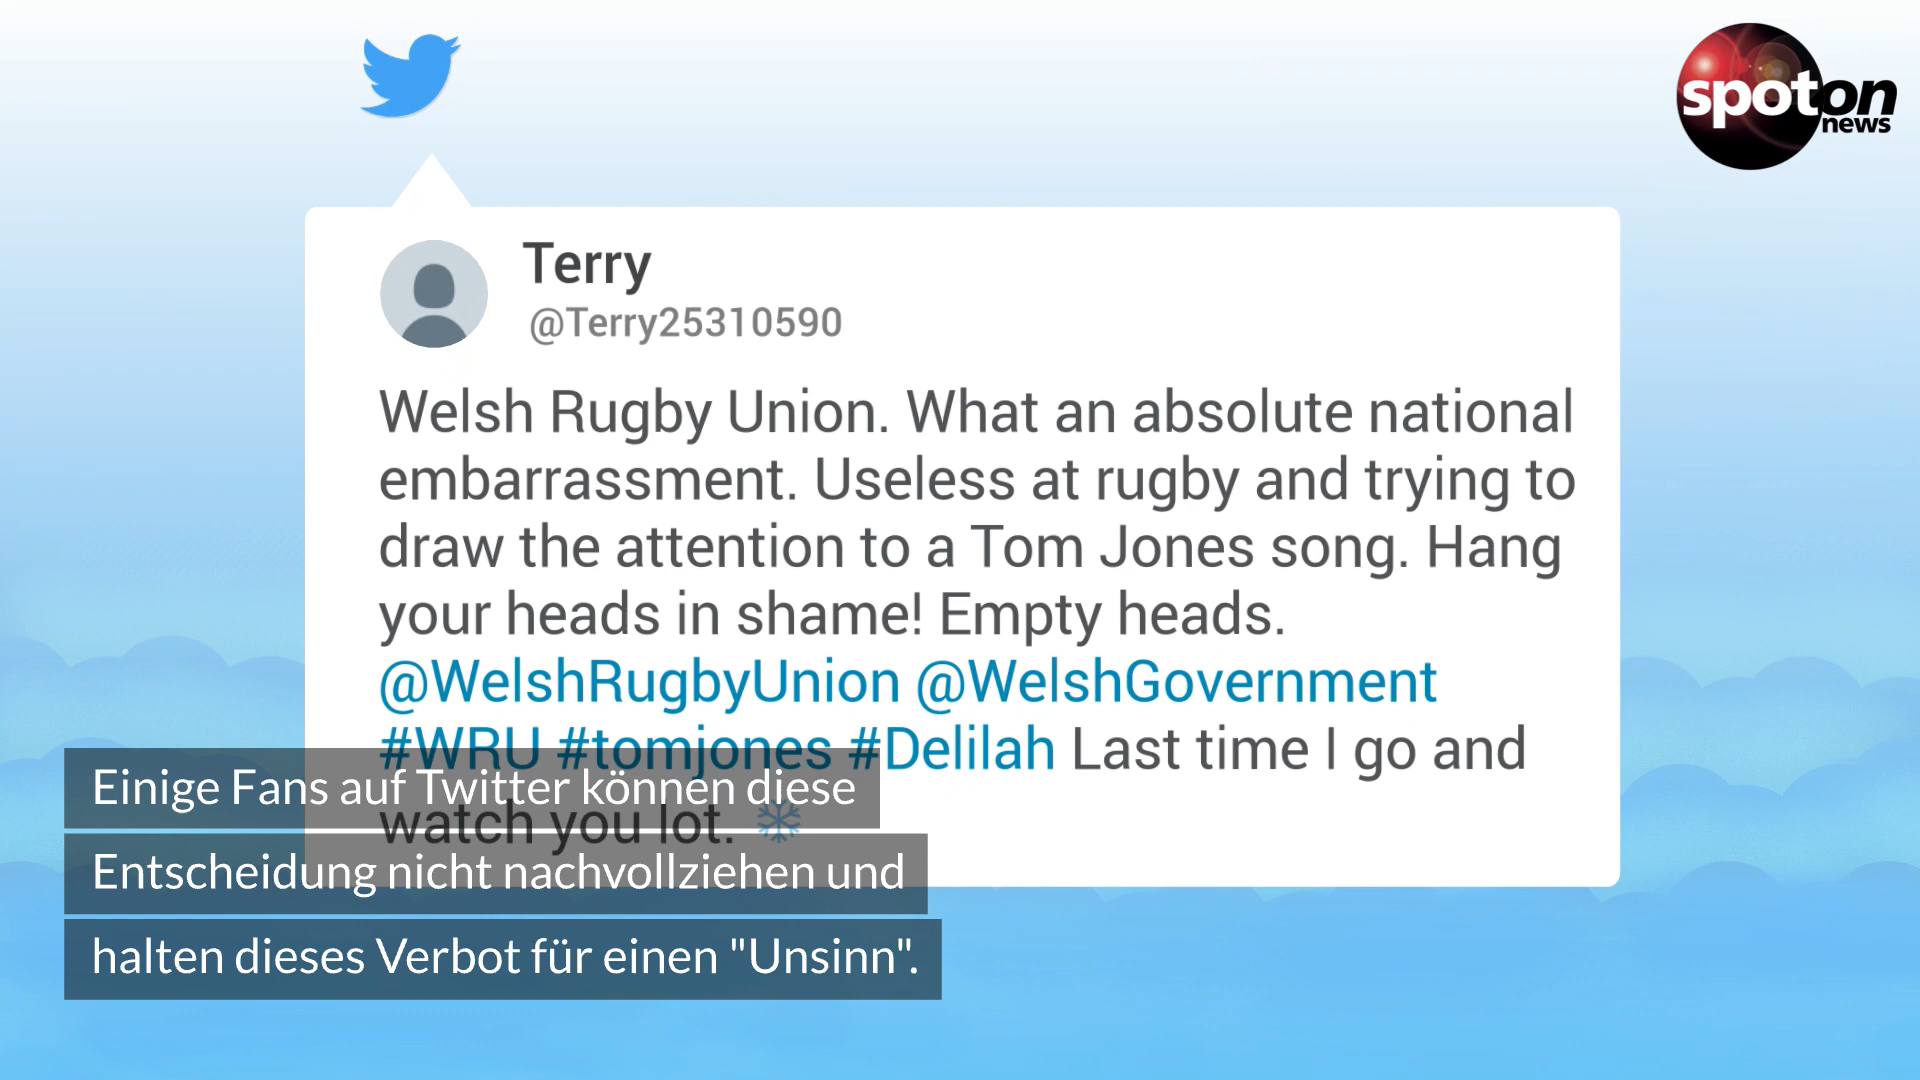 spoton
news
Terry
@Terry25310590
Welsh Rugby Union. What an absolute national
embarrassment. Useless at rugby and trying to
draw the attention to a Tom Jones song. Hang
your heads in shame! Empty heads.
@WelshRugbyUnion @WelshGovernment
#WRU #tomjones #Delilah Last time I go and
watch you lot. ❄
Einige Fans auf Twitter können diese
Entscheidung nicht nachvollziehen und
halten dieses Verbot für einen "Unsinn".